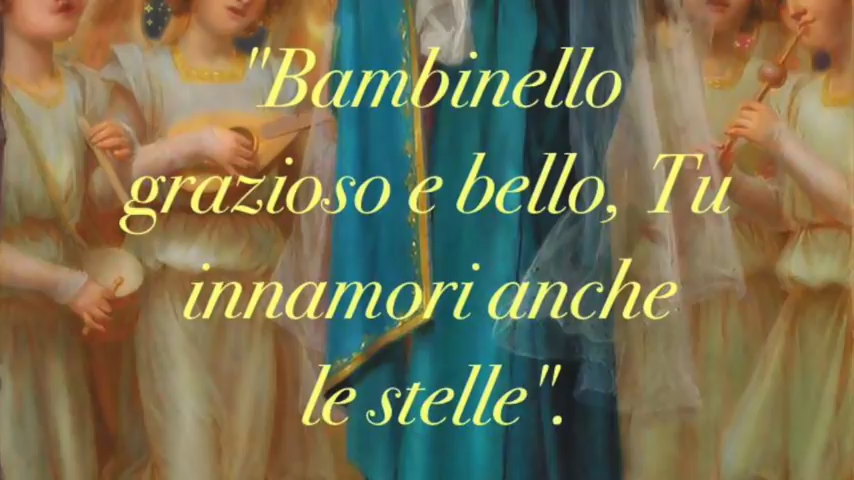 "Bambinello
grazioso e bello, Tu
innamori anche
le stelle".